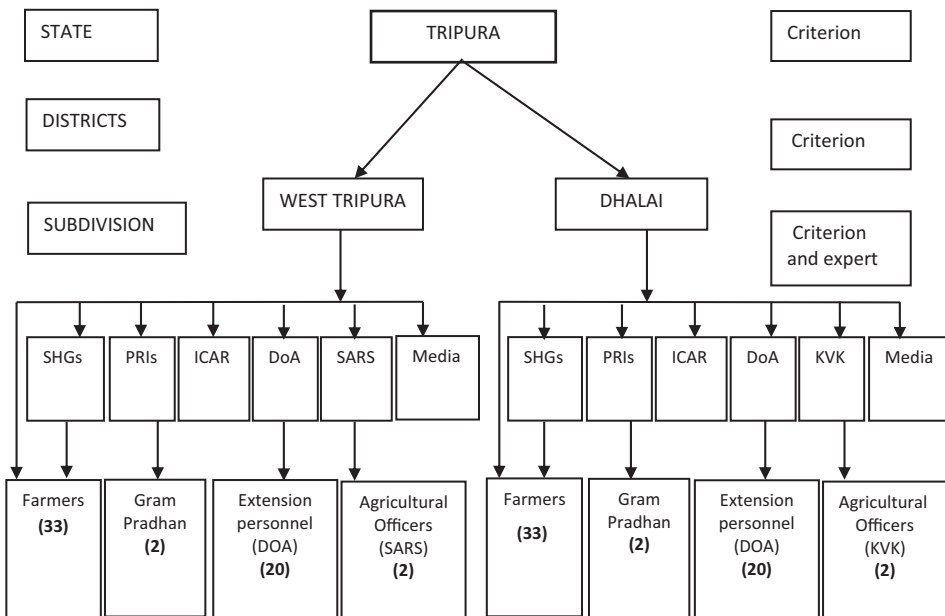 STATE
TRIPURA
Criterion
DISTRICTS
Criterion
WEST TRIPURA
DHALAI
SUBDIVISION
Criterion
and expert
SHGs
PRIs
ICAR
DoA
SARS
Media
SHGs
PRIs
ICAR
DoA
KVK
Media
Farmers
(33)
Gram
Pradhan
(2)
Extension
personnel
(DOA)
(20)
Agricultural
Officers
(SARS)
(2)
Farmers
(33)
Gram
Pradhan
(2)
Extension
personnel
(DOA)
(20)
Agricultural
Officers
(KVK)
(2)